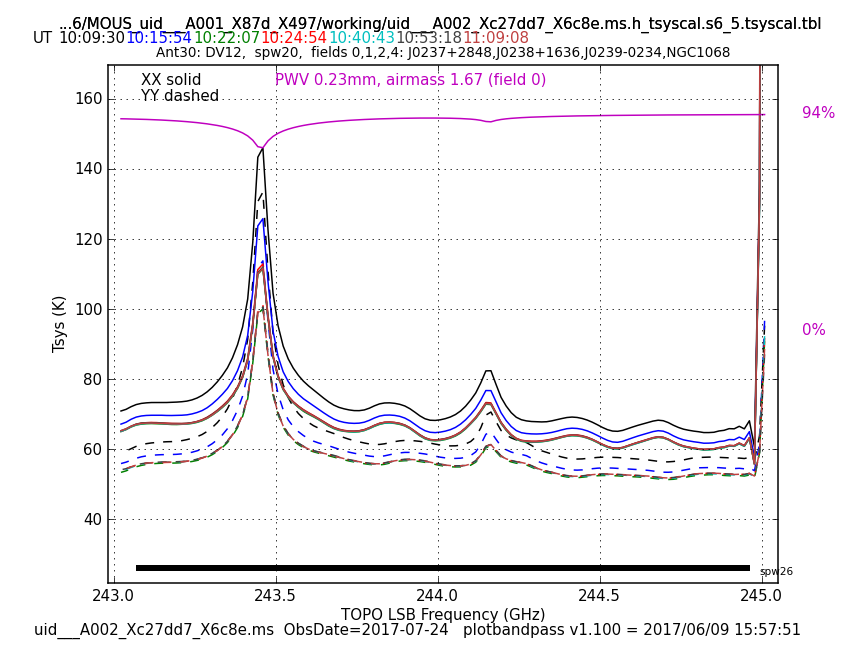 ...6/MOUS_uid___A001_X87d_X497/working/uid___A002_Xc27dd7_X6c8e.ms.h_tsyscal.s6_5.tsyscal.tbl
UT 10:09:30 10:15:54 10:22:07 10:24:54 10:40:43 10:53:18 11:09:08
Ant30: DV12, spw20, fields 0,1,2,4: J0237+2848,J0238+1636,J0239-0234,NGC1068
XX solid
PWV 0.23mm, airmass 1.67 (field 0)
YY dashed
94%
0%
160
140
120
100
80
60
40
Tsys (K)
spw26
243.0 243.5 244.0 244.5 245.0
TOPO LSB Frequency (GHz)
uid___A002_Xc27dd7_X6c8e.ms ObsDate=2017-07-24 plotbandpass v1.100 = 2017/06/09 15:57:51